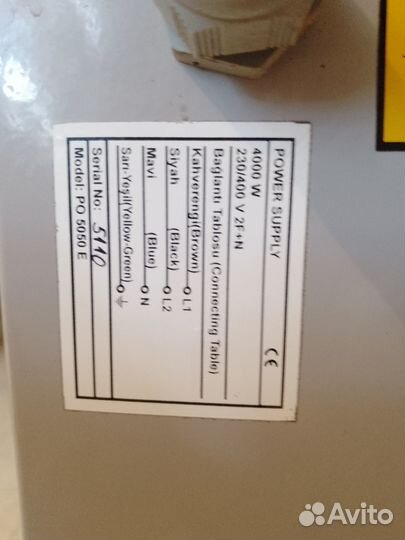 POWER SUPPLY CE
4000 W
230/400 V 2F+N
Bağlantı Tablosu (Connecting Table)
Kahverengi(Brown) L1
Siyah (Black) L2
Mavi (Blue) N
Sarı-Yeşil(Yellow-Green)
Serial No: 5110
Model: PO 5050 E
Avito